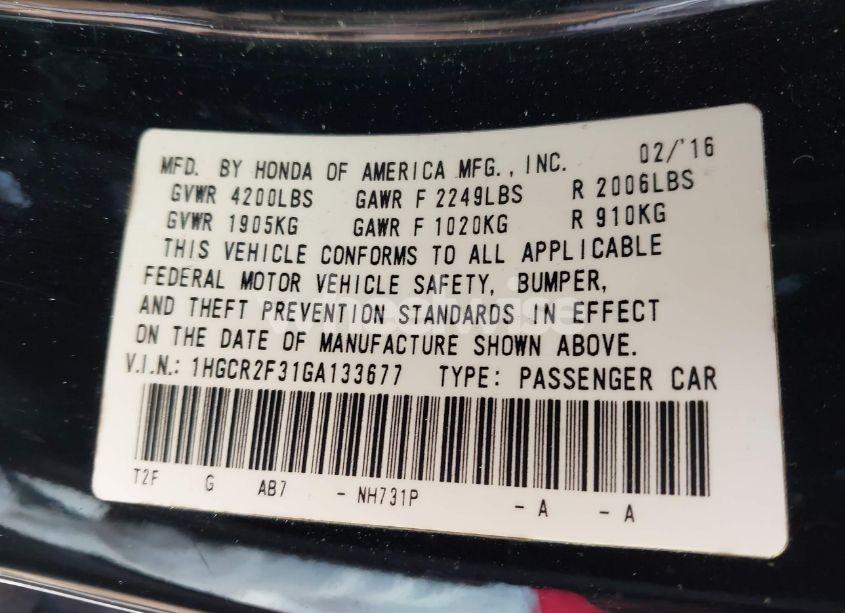 MFD. BY HONDA OF AMERICA MFG., INC. 02/'16
GVWR 4200LBS GAWR F 2249LBS R 2006LBS
GVWR 1905KG GAWR F 1020KG R 910KG
THIS VEHICLE CONFORMS TO ALL APPLICABLE
FEDERAL MOTOR VEHICLE SAFETY, BUMPER,
AND THEFT PREVENTION STANDARDS IN EFFECT
ON THE DATE OF MANUFACTURE SHOWN ABOVE.
V.I.N.: 1HGCR2F31GA133677 TYPE: PASSENGER CAR
T2F G AB7 - NH731P - A - A